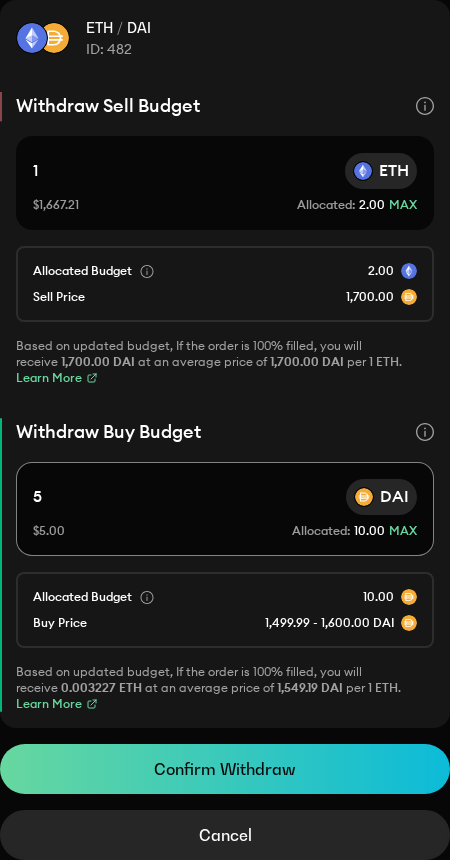 ETH / DAI
ID: 482
Withdraw Sell Budget
1 ETH
$1,667.21 Allocated: 2.00 MAX
Allocated Budget 2.00
Sell Price 1,700.00
Based on updated budget, If the order is 100% filled, you will
receive 1,700.00 DAI at an average price of 1,700.00 DAI per 1 ETH.
Learn More
Withdraw Buy Budget
5 DAI
$5.00 Allocated: 10.00 MAX
Allocated Budget 10.00
Buy Price 1,499.99 - 1,600.00 DAI
Based on updated budget, If the order is 100% filled, you will
receive 0.003227 ETH at an average price of 1,549.19 DAI per 1 ETH.
Learn More
Confirm Withdraw
Cancel